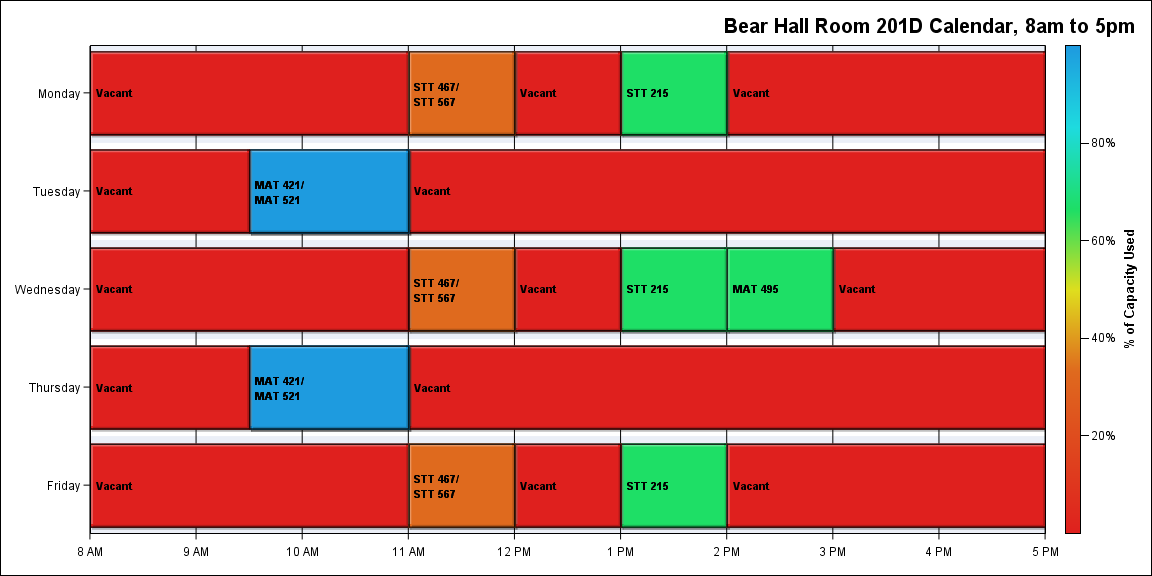 Bear Hall Room 201D Calendar, 8am to 5pm
Monday
Vacant
STT 467/
STT 567
Vacant
STT 215
Vacant
Tuesday
Vacant
MAT 421/
MAT 521
Vacant
Wednesday
Vacant
STT 467/
STT 567
Vacant
STT 215
MAT 495
Vacant
Thursday
Vacant
MAT 421/
MAT 521
Vacant
Friday
Vacant
STT 467/
STT 567
Vacant
STT 215
Vacant
8 AM
9 AM
10 AM
11 AM
12 PM
1 PM
2 PM
3 PM
4 PM
5 PM
80%
60%
40%
20%
% of Capacity Used